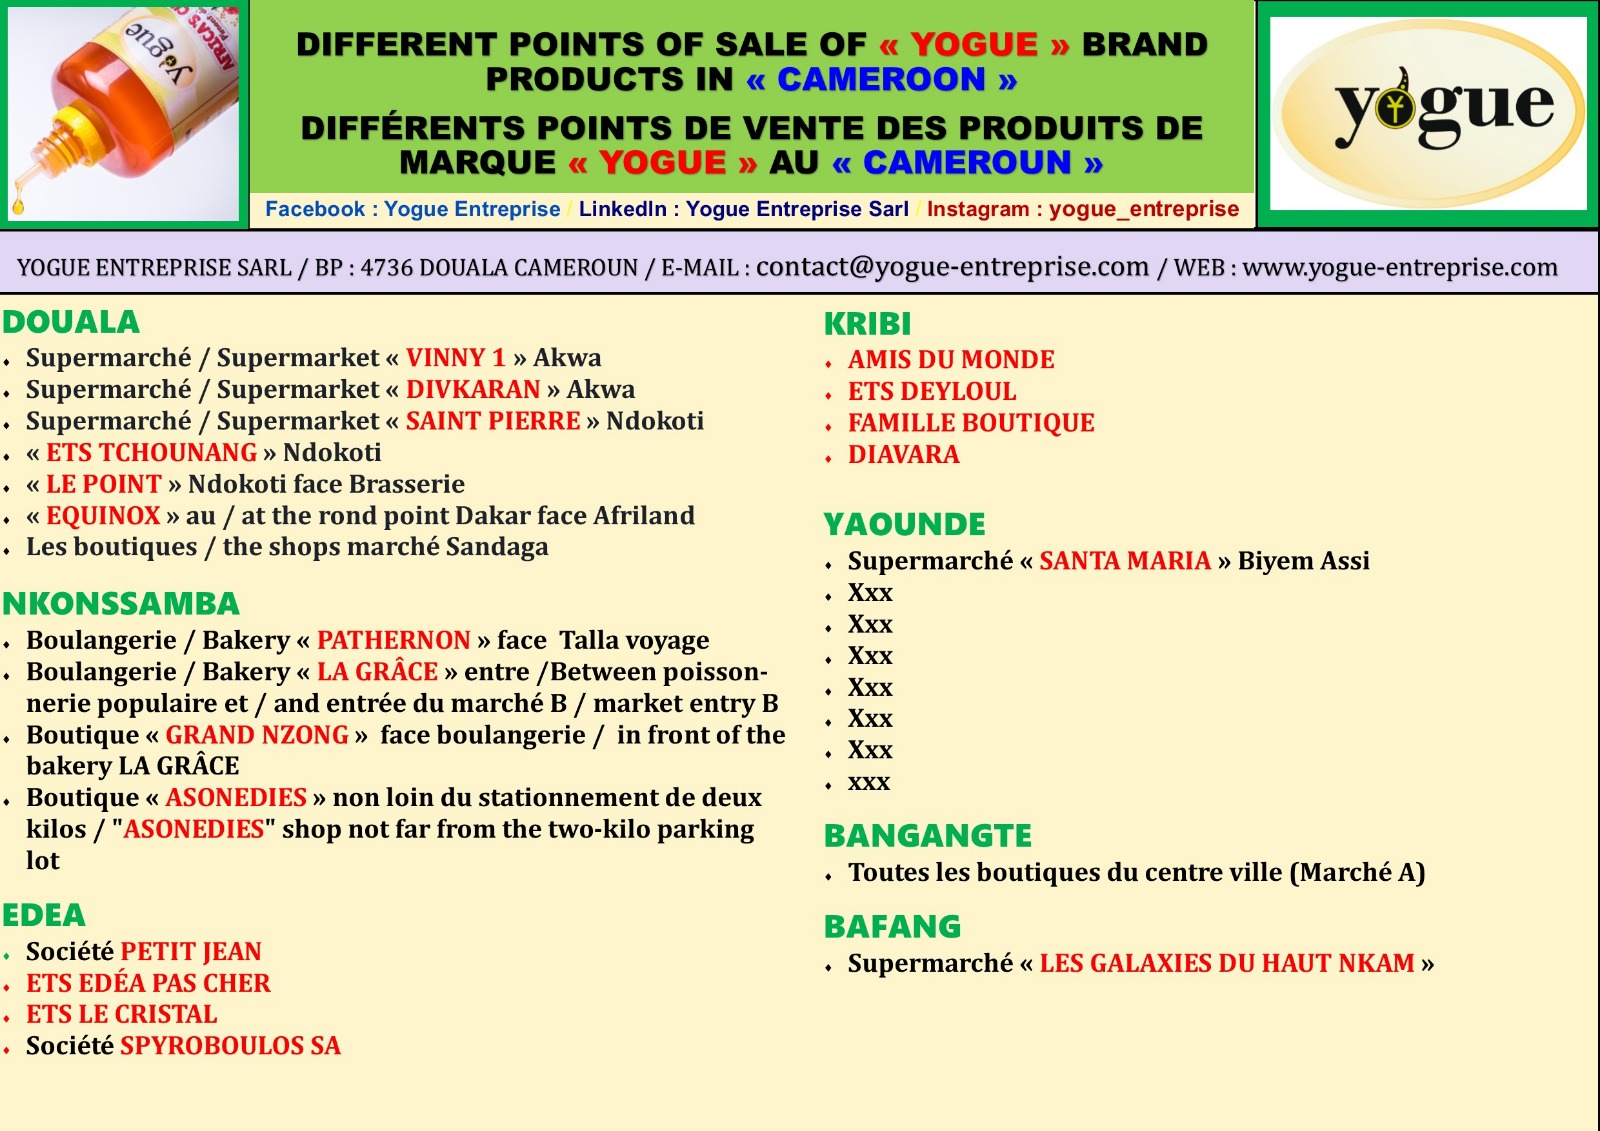 yogue
AFRICA'S
DIFFERENT POINTS OF SALE OF « YOGUE » BRAND
PRODUCTS IN « CAMEROON »
DIFFÉRENTS POINTS DE VENTE DES PRODUITS DE
MARQUE « YOGUE » AU « CAMEROUN »
Facebook : Yogue Entreprise / LinkedIn : Yogue Entreprise Sarl / Instagram : yogue_entreprise
yogue
YOGUE ENTREPRISE SARL / BP : 4736 DOUALA CAMEROUN / E-MAIL : contact@yogue-entreprise.com / WEB : www.yogue-entreprise.com
DOUALA
Supermarché / Supermarket « VINNY 1 » Akwa
Supermarché / Supermarket « DIVKARAN » Akwa
Supermarché / Supermarket « SAINT PIERRE » Ndokoti
« ETS TCHOUNANG » Ndokoti
« LE POINT » Ndokoti face Brasserie
« EQUINOX » au / at the rond point Dakar face Afriland
Les boutiques / the shops marché Sandaga
NKONSSAMBA
Boulangerie / Bakery « PATHERNON » face  Talla voyage
Boulangerie / Bakery « LA GRÂCE » entre /Between poisson-
nerie populaire et / and entrée du marché B / market entry B
Boutique « GRAND NZONG »  face boulangerie /  in front of the
bakery LA GRÂCE
Boutique « ASONEDIES » non loin du stationnement de deux
kilos / "ASONEDIES" shop not far from the two-kilo parking
lot
EDEA
Société PETIT JEAN
ETS EDÉA PAS CHER
ETS LE CRISTAL
Société SPYROBOULOS SA
KRIBI
AMIS DU MONDE
ETS DEYLOUL
FAMILLE BOUTIQUE
DIAVARA
YAOUNDE
Supermarché « SANTA MARIA » Biyem Assi
Xxx
Xxx
Xxx
Xxx
Xxx
Xxx
xxx
BANGANGTE
Toutes les boutiques du centre ville (Marché A)
BAFANG
Supermarché « LES GALAXIES DU HAUT NKAM »